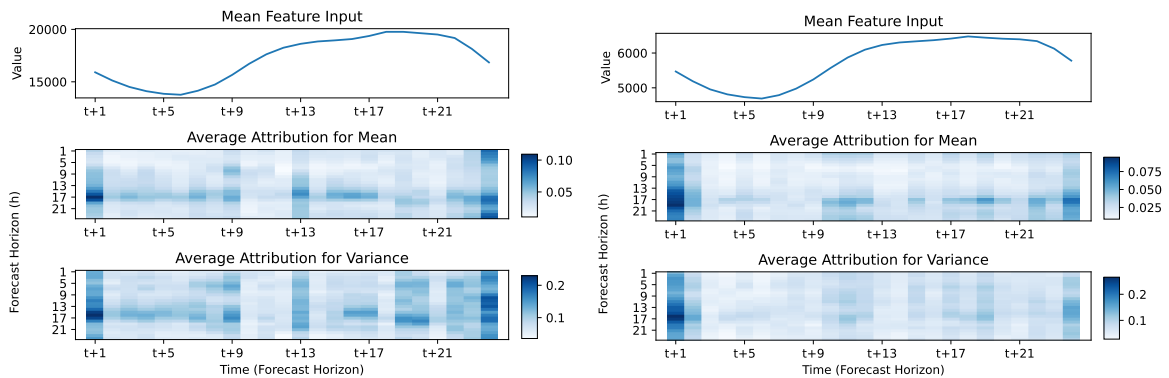 Mean Feature Input
Value
20000
15000
t+1 t+5 t+9 t+13 t+17 t+21
Average Attribution for Mean
1
5
9
13
17
21
0.10
0.05
t+1 t+5 t+9 t+13 t+17 t+21
Forecast Horizon (h)
Average Attribution for Variance
1
5
9
13
17
21
0.2
0.1
t+1 t+5 t+9 t+13 t+17 t+21
Time (Forecast Horizon)
Mean Feature Input
Value
6000
5000
t+1 t+5 t+9 t+13 t+17 t+21
Average Attribution for Mean
1
5
9
13
17
21
0.075
0.050
0.025
t+1 t+5 t+9 t+13 t+17 t+21
Forecast Horizon (h)
Average Attribution for Variance
1
5
9
13
17
21
0.2
0.1
t+1 t+5 t+9 t+13 t+17 t+21
Time (Forecast Horizon)